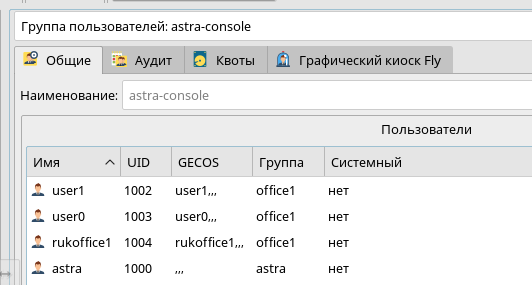 Группа пользователей: astra-console
Общие Аудит Квоты Графический киоск Fly
Наименование: astra-console
Пользователи
Имя UID GECOS Группа Системный
user1 1002 user1,,, office1 нет
user0 1003 user0,,, office1 нет
rukoffice1 1004 rukoffice1,,, office1 нет
astra 1000 ,,, astra нет